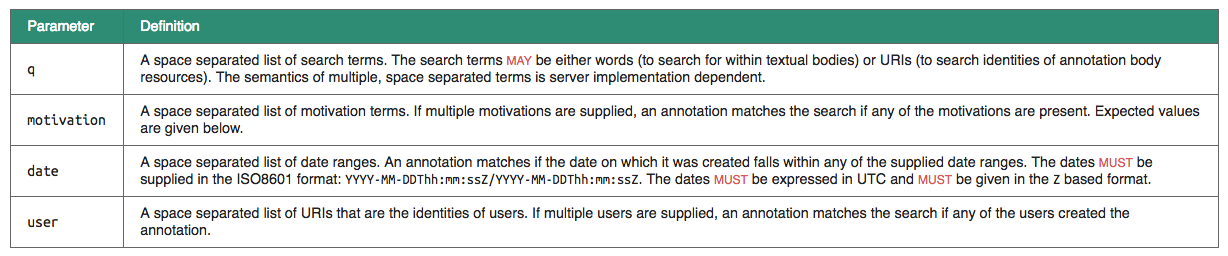 Parameter Definition
q
A space separated list of search terms. The search terms MAY be either words (to search for within textual bodies) or URIs (to search identities of annotation body
resources). The semantics of multiple, space separated terms is server implementation dependent.
motivation
A space separated list of motivation terms. If multiple motivations are supplied, an annotation matches the search if any of the motivations are present. Expected values
are given below.
date
A space separated list of date ranges. An annotation matches if the date on which it was created falls within any of the supplied date ranges. The dates MUST be
supplied in the ISO8601 format: YYYY-MM-DDThh:mm:ssZ/YYYY-MM-DDThh:mm:ssZ. The dates MUST be expressed in UTC and MUST be given in the Z based format.
user
A space separated list of URIs that are the identities of users. If multiple users are supplied, an annotation matches the search if any of the users created the
annotation.